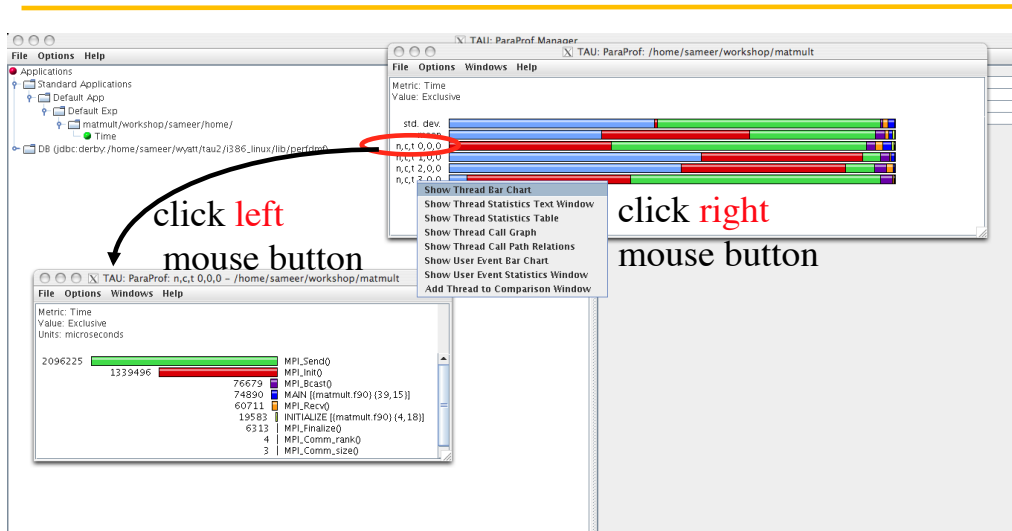 TAU: ParaProf Manager
File Options Help
Applications
Standard Applications
Default App
Default Exp
matmult/workshop/sameer/home/
Time
DB (jdbc:derby:/home/sameer/wyatt/tau2/i386_linux/lib/perfdmf)
TAU: ParaProf: /home/sameer/workshop/matmult
File Options Windows Help
Metric: Time
Value: Exclusive
std. dev.
mean
n,c,t 0,0,0
n,c,t 1,0,0
n,c,t 2,0,0
n,c,t 3,0,0
Show Thread Bar Chart
Show Thread Statistics Text Window
Show Thread Statistics Table
Show Thread Call Graph
Show Thread Call Path Relations
Show User Event Bar Chart
Show User Event Statistics Window
Add Thread to Comparison Window
click left
mouse button
click right
mouse button
TAU: ParaProf: n,c,t 0,0,0 – /home/sameer/workshop/matmult
File Options Windows Help
Metric: Time
Value: Exclusive
Units: microseconds
2096225 MPI_Send()
1339496 MPI_Init()
76679 MPI_Bcast()
74890 MAIN [{matmult.f90} {39,15}]
60711 MPI_Recv()
19583 INITIALIZE [{matmult.f90} {4,18}]
6313 MPI_Finalize()
4 MPI_Comm_rank()
3 MPI_Comm_size()